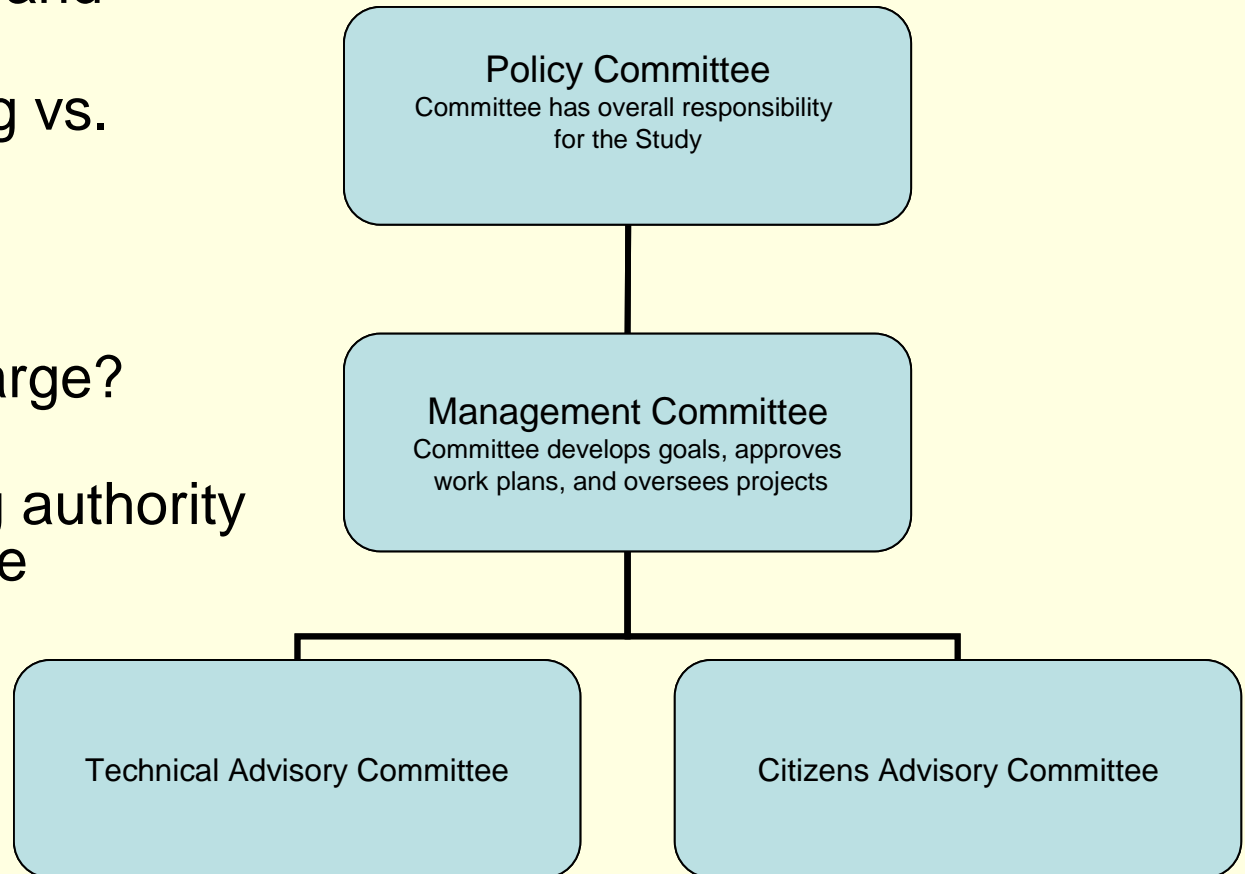 and
g vs.
arge?
g authority
e
Policy Committee
Committee has overall responsibility
for the Study
Management Committee
Committee develops goals, approves
work plans, and oversees projects
Technical Advisory Committee
Citizens Advisory Committee